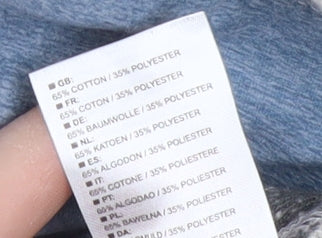 ■ GB:
65% COTTON / 35% POLYESTER
■ FR:
65% COTON / 35% POLYESTER
■ DE:
65% BAUMWOLLE / 35% POLYESTER
■ NL:
65% KATOEN / 35% POLYESTER
■ ES:
65% ALGODON / 35% POLIESTER
■ IT:
65% COTONE / 35% POLIESTERE
■ PT:
65% ALGODAO / 35% POLIESTER
■ PL:
65% BAWEŁNA / 35% POLIESTER
■ DA:
/ 35% POLYESTER